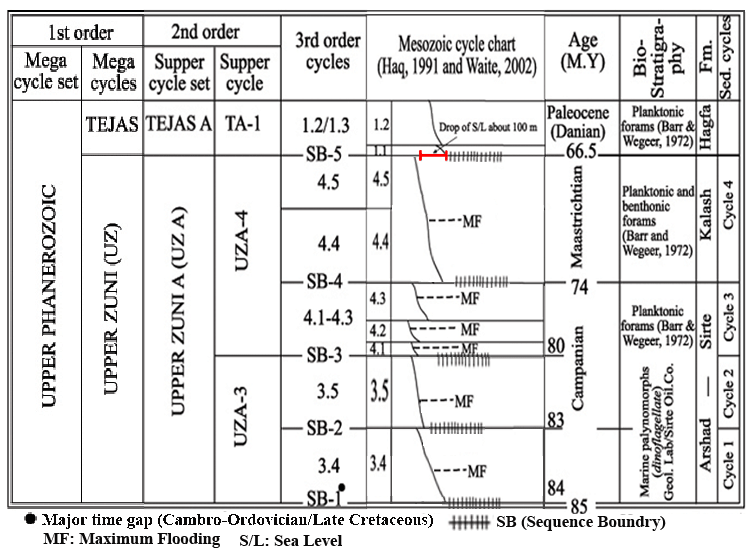 1st order
2nd order
3rd order
cycles
Mesozoic cycle chart
(Haq, 1991 and Waite, 2002)
Age
(M.Y)
Bio-
Stratigra-
phy
Fm.
Sed. cycles
Mega
cycle set
Mega
cycles
Supper
cycle set
Supper
cycle
UPPER PHANEROZOIC
TEJAS
TEJAS A
TA-1
1.2/1.3
1.2
Drop of S/L about 100 m
Paleocene
(Danian)
Planktonic
forams (Barr &
Wegeer, 1972)
Hagfa
SB-5
1.1
66.5
UPPER ZUNI (UZ)
UPPER ZUNI A (UZ A)
UZA-4
4.5
4.5
4.4
4.4
MF
Maastrichtian
Planktonic and
benthonic
forams
(Barr and
Wegeer, 1972)
Kalash
Cycle 4
SB-4
74
4.1-4.3
4.3
MF
4.2
MF
4.1
MF
80
Campanian
Planktonic
forams (Barr &
Wegeer, 1972)
Sirte
Cycle 3
SB-3
UZA-3
3.5
3.5
MF
83
Marine palynomorphs
(dinoflagellate)
Geol. Lab/Sirte Oil.Co.
Arshad —
Cycle 2
SB-2
3.4
3.4
MF
84
Cycle 1
SB-1
85
Major time gap (Cambro-Ordovician/Late Cretaceous)
SB (Sequence Boundry)
MF: Maximum Flooding S/L: Sea Level